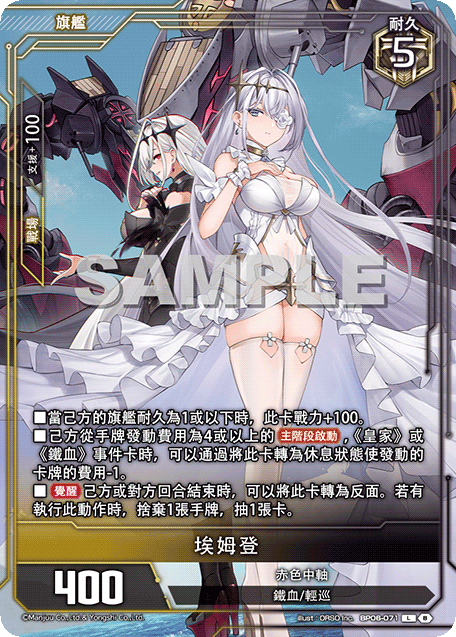 旗艦
耐久
5
支援+ 100
戰場
SAMPLE
■當己方的旗艦耐久為1或以下時，此卡戰力+100。
■己方從手牌發動費用為4或以上的 主階段啟動，《皇家》或
《鐵血》事件卡時，可以通過將此卡轉為休息狀態使發動的
卡牌的費用-1。
■ 覺醒 己方或對方回合結束時，可以將此卡轉為反面。若有
執行此動作時，捨棄1張手牌，抽1張卡。
埃姆登
400
赤色中軸
鐵血/輕巡
©Manjuu Co.,Ltd.& Yongshi Co.,Ltd. illust ORSO Inc. BP06-071 L